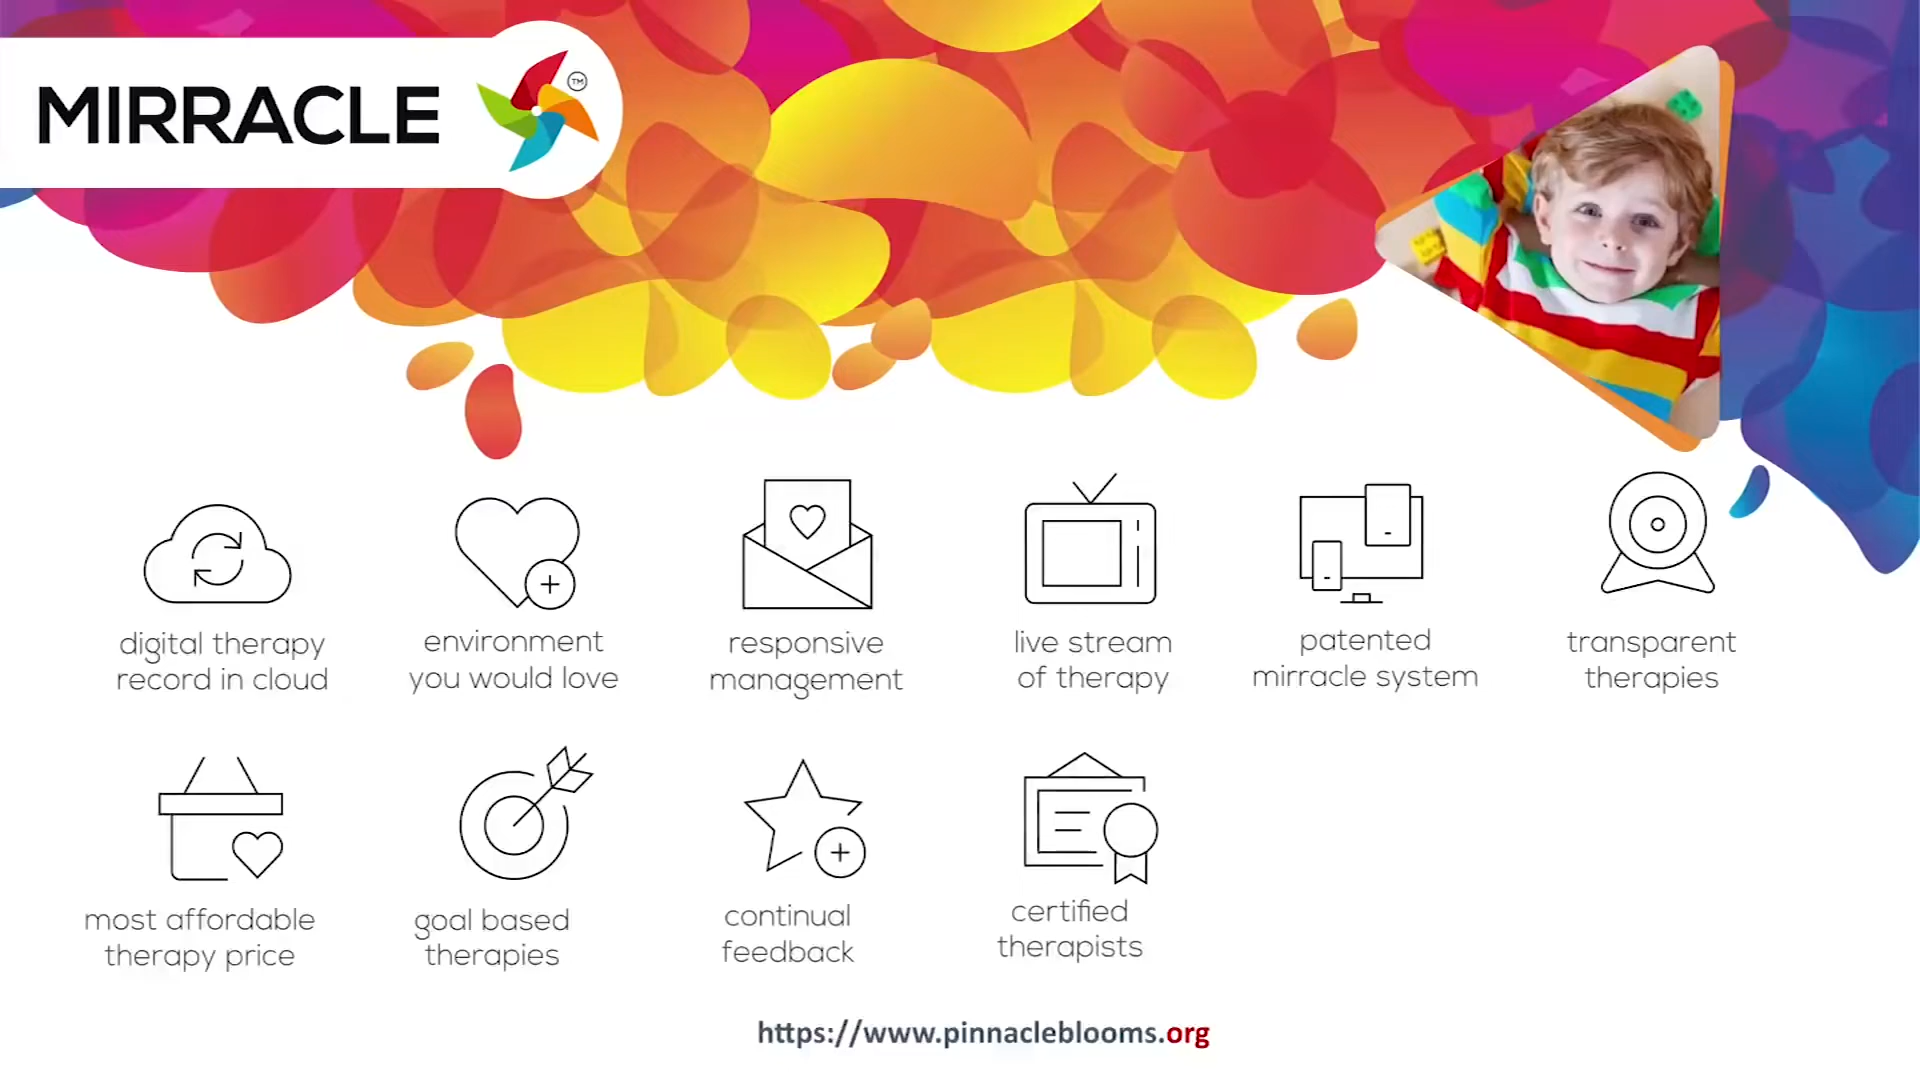 MIRRACLE
TM
digital therapy
record in cloud
environment
you would love
responsive
management
live stream
of therapy
patented
mirracle system
transparent
therapies
most affordable
therapy price
goal based
therapies
continual
feedback
certified
therapists
https://www.pinnacleblooms.org